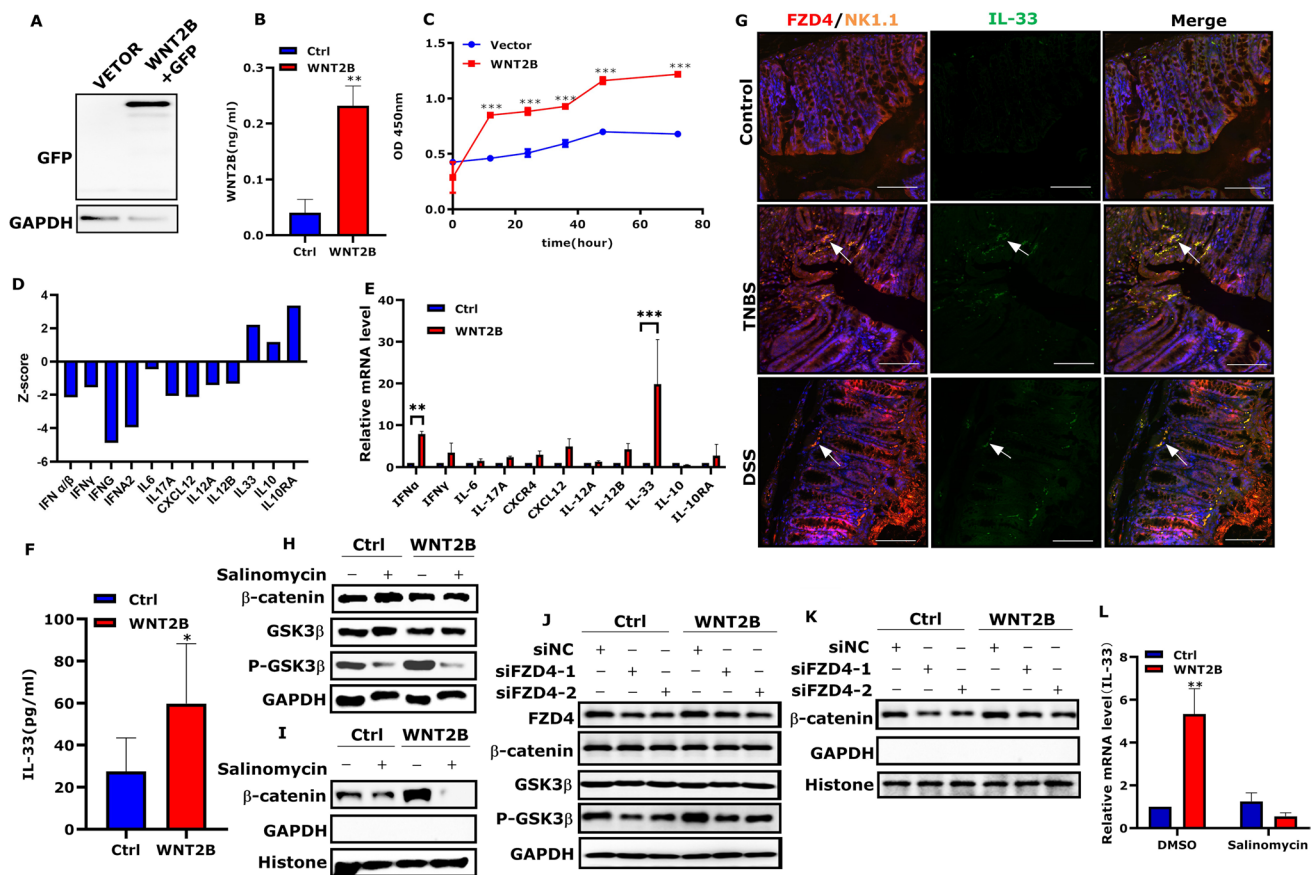 A
VETOR
WNT2B
+GFP
GFP
GAPDH
B
Ctrl
WNT2B
WNT2B(ng/ml)
0.3
0.2
0.1
0.0
**
Ctrl
WNT2B
C
Vector
WNT2B
OD 450nm
1.5
1.0
0.5
0.0
*** *** *** *** ***
0 20 40 60 80
time(hour)
D
Z-score
4
2
0
-2
-4
-6
IFN α/β
IFNγ
IFNG
IFNA2
IL6
IL17A
CXCL12
IL12A
IL12B
IL33
IL10
IL10RA
E
Ctrl
WNT2B
Relative mRNA level
40
30
20
10
0
**
***
IFNα
IFNγ
IL-6
IL-17A
CXCR4
CXCL12
IL-12A
IL-12B
IL-33
IL-10
IL-10RA
F
Ctrl
WNT2B
IL-33(pg/ml)
100
80
60
40
20
0
*
Ctrl
WNT2B
G
FZD4/NK1.1 IL-33 Merge
Control
TNBS
DSS
H
Ctrl WNT2B
Salinomycin − + − +
β-catenin
GSK3β
P-GSK3β
GAPDH
I
Ctrl WNT2B
Salinomycin − + − +
β-catenin
GAPDH
Histone
J
Ctrl WNT2B
siNC + − − + − −
siFZD4-1 − + − − + −
siFZD4-2 − − + − − +
FZD4
β-catenin
GSK3β
P-GSK3β
GAPDH
K
Ctrl WNT2B
siNC + − − + − −
siFZD4-1 − + − − + −
siFZD4-2 − − + − − +
β-catenin
GAPDH
Histone
L
Ctrl
WNT2B
Relative mRNA level(IL-33)
8
6
4
2
0
**
DMSO
Salinomycin